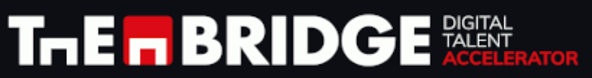 THE BRIDGE
DIGITAL
TALENT
ACCELERATOR